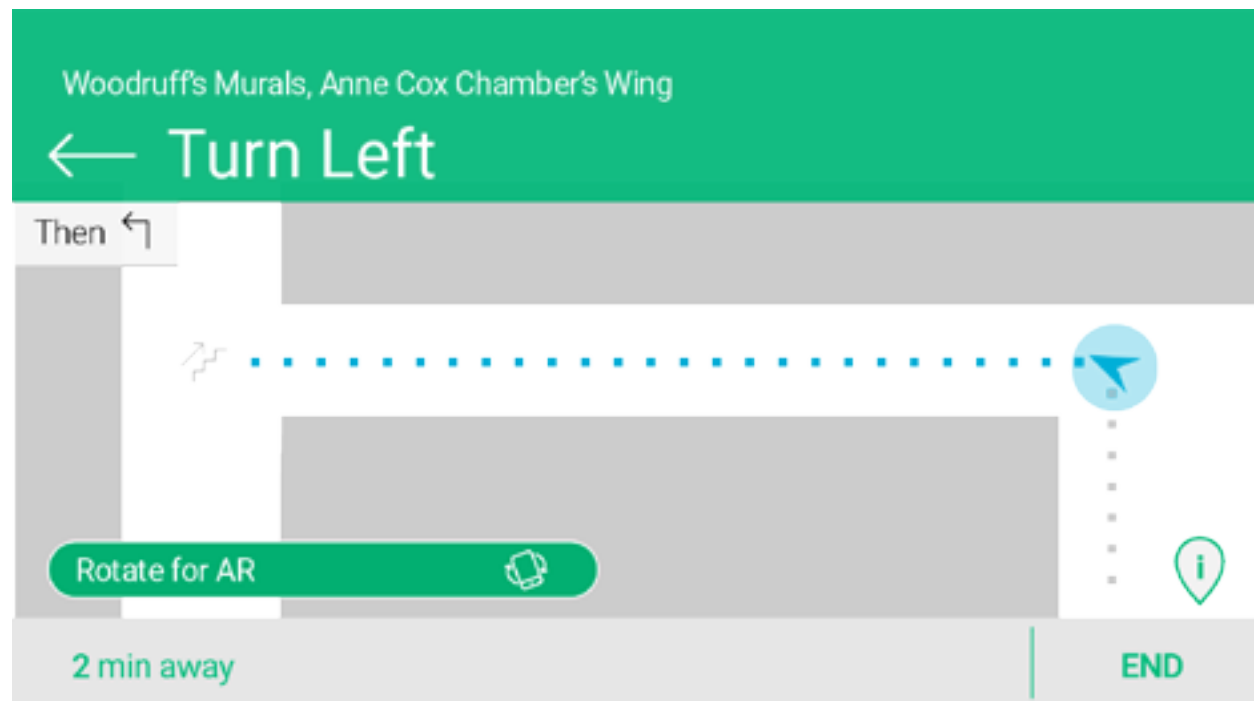 Woodruff's Murals, Anne Cox Chamber's Wing
Turn Left
Then
Rotate for AR
i
2 min away
END